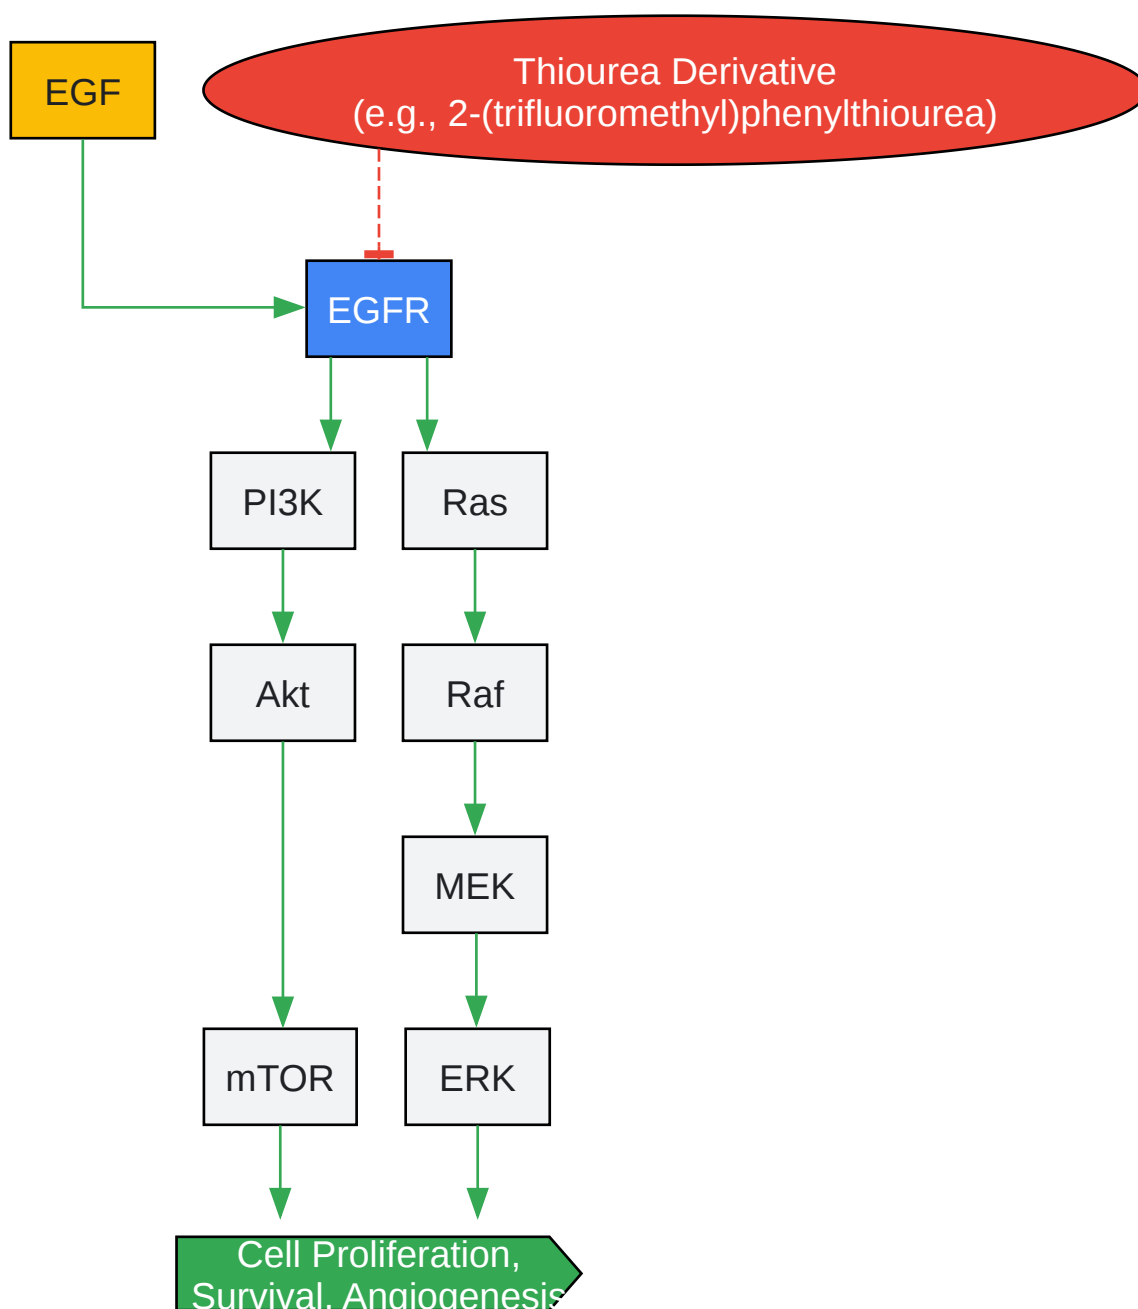 EGF
Thiourea Derivative
(e.g., 2-(trifluoromethyl)phenylthiourea)
EGFR
PI3K
Ras
Akt
Raf
MEK
mTOR
ERK
Cell Proliferation,
Survival, Angiogenesis